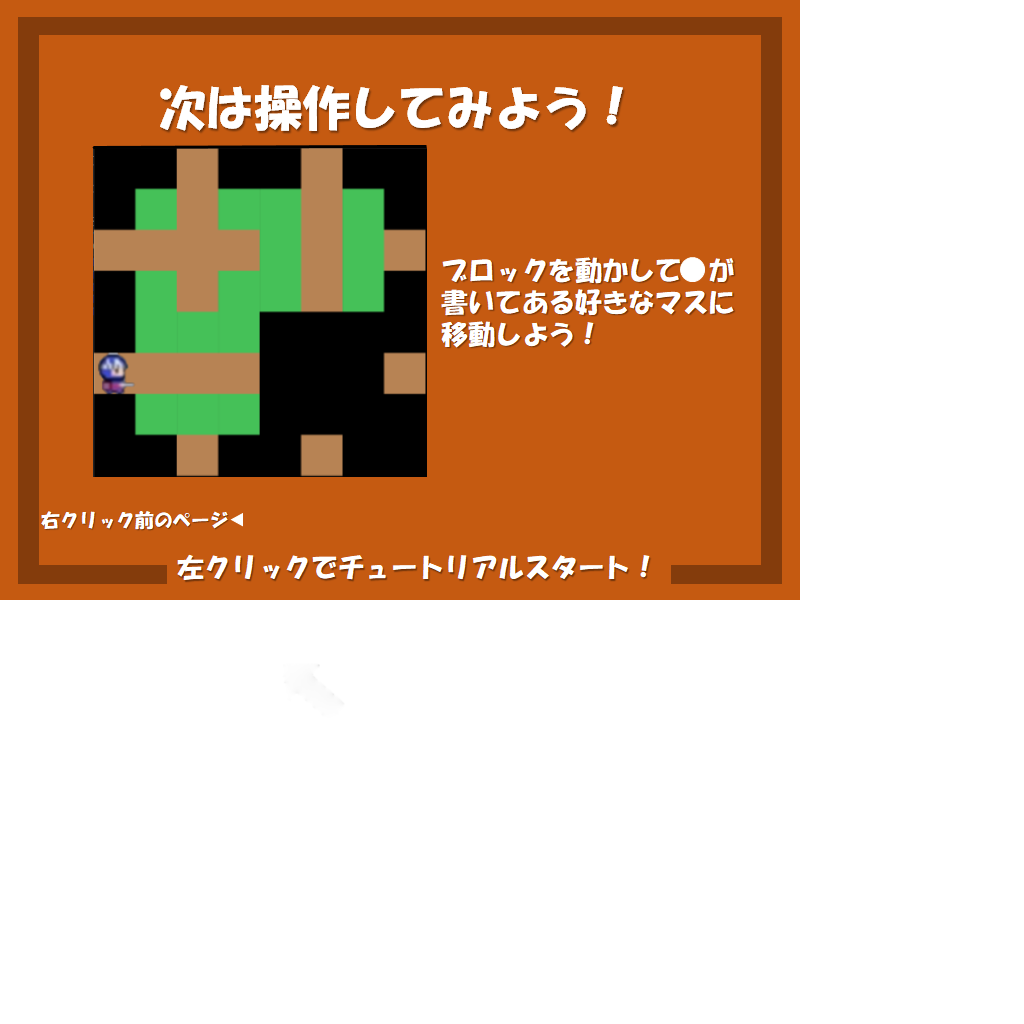 次は操作してみよう！
ブロックを動かして●が
書いてある好きなマスに
移動しよう！
右クリック前のページ◀
左クリックでチュートリアルスタート！